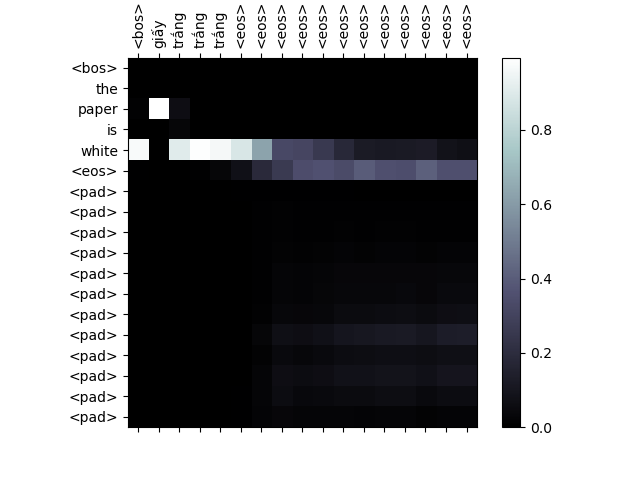 <bos> giấy trắng trắng trắng <eos> <eos> <eos> <eos> <eos> <eos> <eos> <eos> <eos> <eos> <eos> <eos>
<bos>
the
paper
is
white
<eos>
<pad>
<pad>
<pad>
<pad>
<pad>
<pad>
<pad>
<pad>
<pad>
<pad>
<pad>
<pad>
0.8
0.6
0.4
0.2
0.0